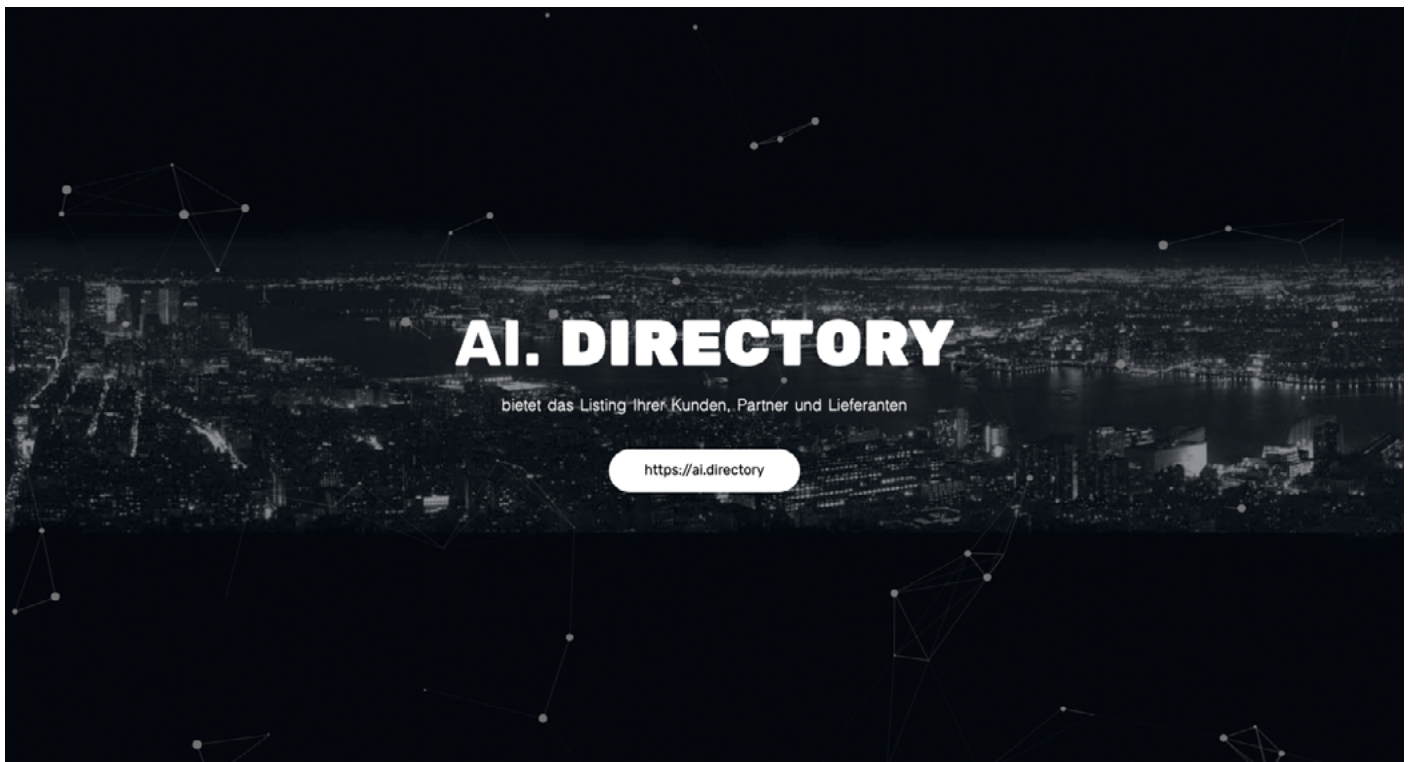 AI. DIRECTORY
bietet das Listing Ihrer Kunden, Partner und Lieferanten
https://ai.directory